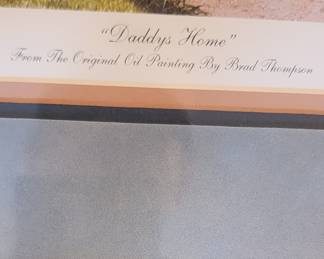 "Daddys Home"
From The Original Oil Painting By Brad Thompson